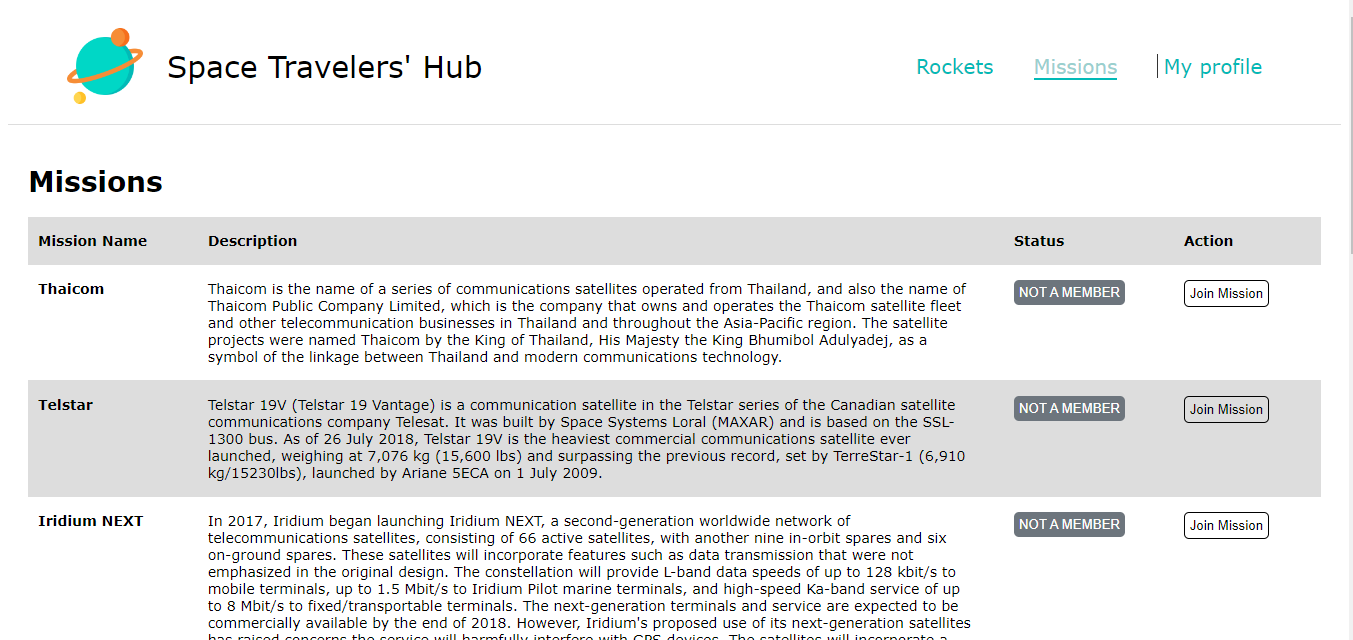 Space Travelers' Hub
Rockets
Missions
My profile
Missions
Mission Name
Description
Status
Action
Thaicom
Thaicom is the name of a series of communications satellites operated from Thailand, and also the name of
Thaicom Public Company Limited, which is the company that owns and operates the Thaicom satellite fleet
and other telecommunication businesses in Thailand and throughout the Asia-Pacific region. The satellite
projects were named Thaicom by the King of Thailand, His Majesty the King Bhumibol Adulyadej, as a
symbol of the linkage between Thailand and modern communications technology.
NOT A MEMBER
Join Mission
Telstar
Telstar 19V (Telstar 19 Vantage) is a communication satellite in the Telstar series of the Canadian satellite
communications company Telesat. It was built by Space Systems Loral (MAXAR) and is based on the SSL-
1300 bus. As of 26 July 2018, Telstar 19V is the heaviest commercial communications satellite ever
launched, weighing at 7,076 kg (15,600 lbs) and surpassing the previous record, set by TerreStar-1 (6,910
kg/15230lbs), launched by Ariane 5ECA on 1 July 2009.
NOT A MEMBER
Join Mission
Iridium NEXT
In 2017, Iridium began launching Iridium NEXT, a second-generation worldwide network of
telecommunications satellites, consisting of 66 active satellites, with another nine in-orbit spares and six
on-ground spares. These satellites will incorporate features such as data transmission that were not
emphasized in the original design. The constellation will provide L-band data speeds of up to 128 kbit/s to
mobile terminals, up to 1.5 Mbit/s to Iridium Pilot marine terminals, and high-speed Ka-band service of up
to 8 Mbit/s to fixed/transportable terminals. The next-generation terminals and service are expected to be
commercially available by the end of 2018. However, Iridium's proposed use of its next-generation satellites
has raised concerns the service will harmfully interfere with GPS devices. The satellites will incorporate a
NOT A MEMBER
Join Mission